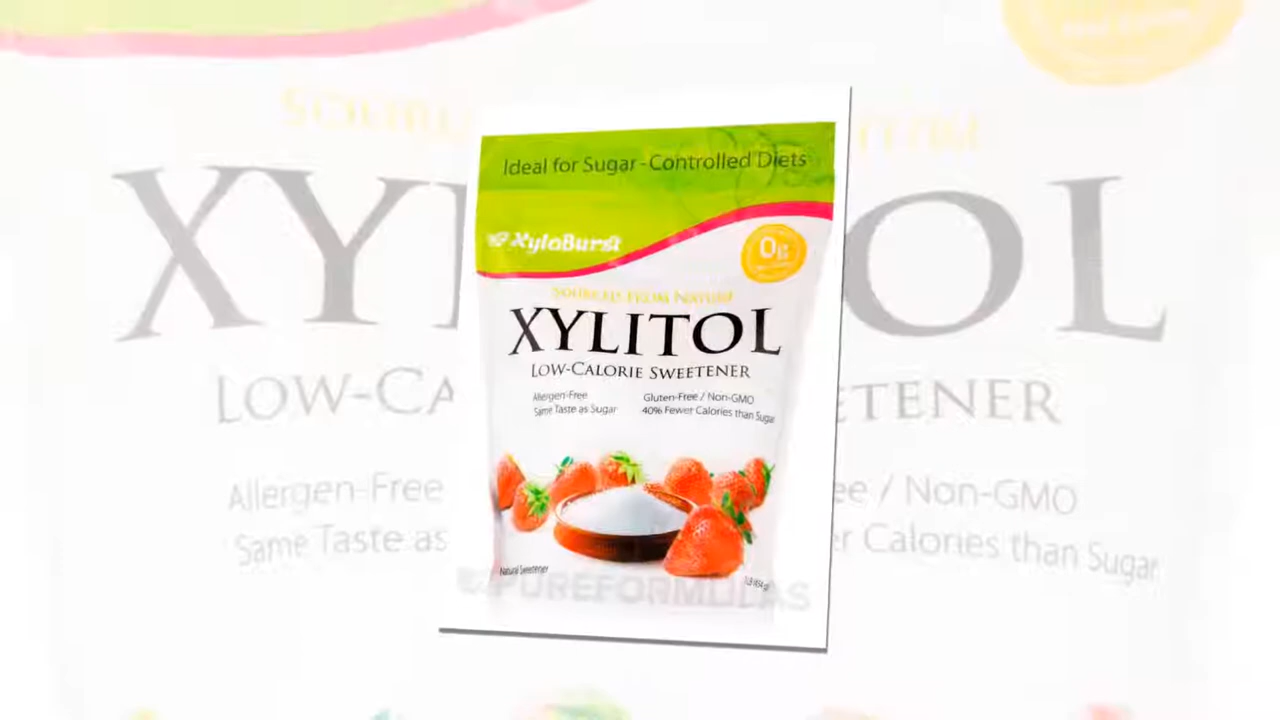 Ideal for Sugar-Controlled Diets
XyloBurst
0g
SOURCED FROM NATURE
XYLITOL
LOW-CALORIE SWEETENER
Allergen-Free
Same Taste as Sugar
Gluten-Free / Non-GMO
40% Fewer Calories than Sugar
Natural Sweetener
1LB (454 g)
PUREFORMULAS
XY OL
LOW-CA ETENER
Allergen-Free ee / Non-GMO
Same Taste as er Calories than Sugar